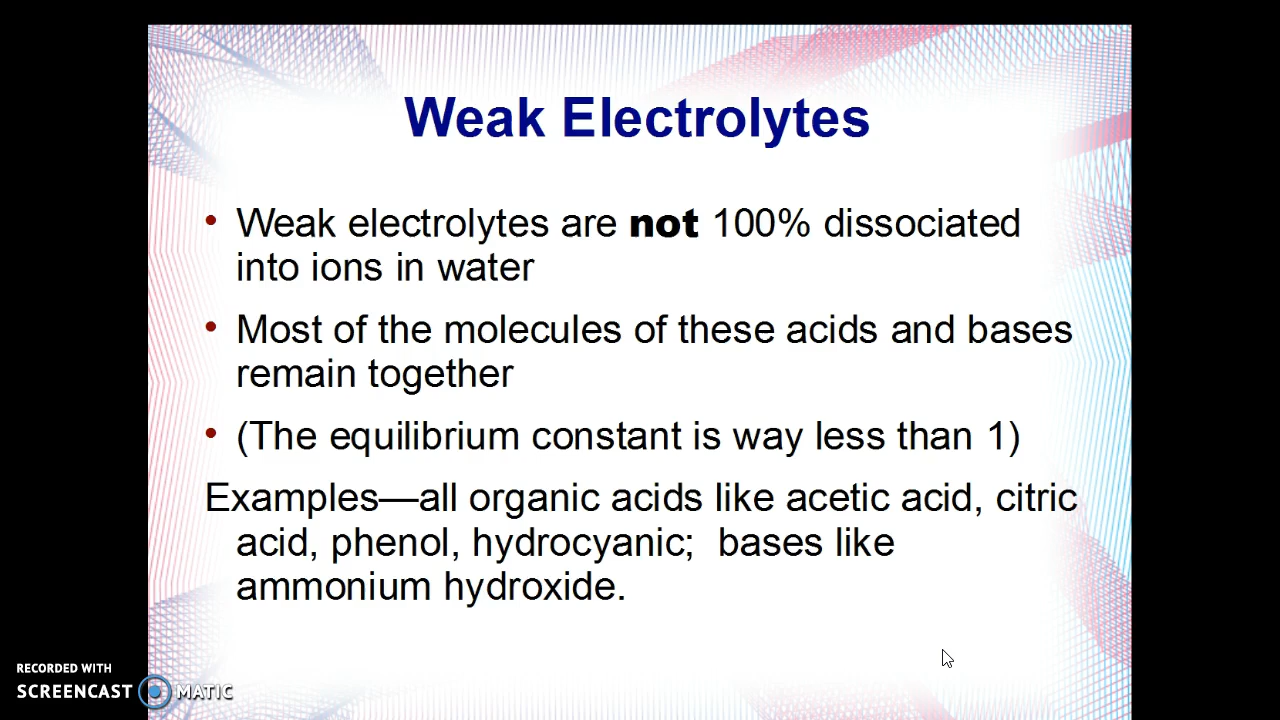 Weak Electrolytes
• Weak electrolytes are not 100% dissociated
into ions in water
• Most of the molecules of these acids and bases
remain together
• (The equilibrium constant is way less than 1)
Examples—all organic acids like acetic acid, citric
acid, phenol, hydrocyanic;  bases like
ammonium hydroxide.
RECORDED WITH
SCREENCAST MATIC